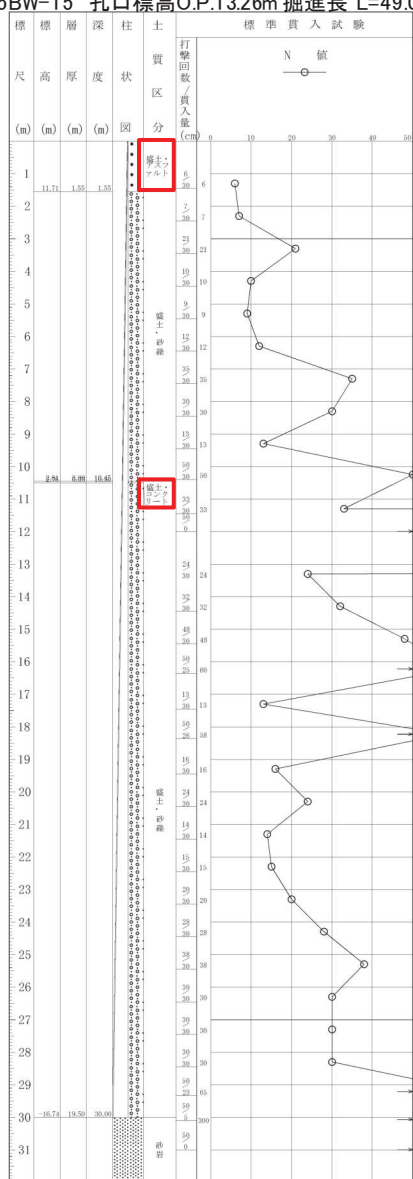 BW-15 孔口標高O.P.13.26m 掘進長 L=49.0
標尺(m) 標高(m) 層厚(m) 深度(m) 柱状図 土質区分 標準貫入試験
打撃回数/貫入量(cm)
N 値
0 10 20 30 40 50
盛土・アスファルト
1 6/30 6
11.71 1.55 1.55
2 7/30 7
3 21/30 21
4 10/30 10
5 9/30 9
盛土・砂礫
6 12/30 12
7 35/30 35
8 30/30 30
9 13/30 13
10 50/30 50
10.45
盛土・コンクリート
11 33/30 33
12 50/0
13 24/30 24
14 32/30 32
15 48/30 48
16 50/25 60
17 13/30 13
18 50/26 58
19 16/30 16
20 24/30 24
盛土・砂礫
21 14/30 14
22 15/30 15
23 20/30 20
24 28/30 28
25 38/30 38
26 30/30 30
27 30/30 30
28 30/30 30
29 50/23 65
30 -16.74 19.50 30.00 50/5 300
31 砂岩 50/0